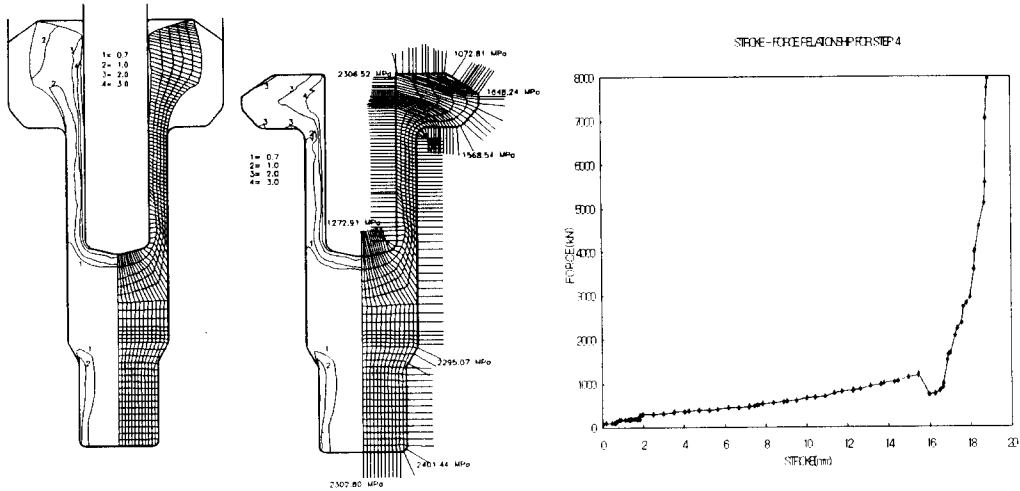 1= 0.7
2= 1.0
3= 2.0
4= 3.0
1= 0.7
2= 1.0
3= 2.0
4= 3.0
1072.81 MPa
2306.52 MPa
1648.24 MPa
1568.54 MPa
1272.91 MPa
2295.07 MPa
2401.44 MPa
2302.80 MPa
STROKE-FORCE RELATIONSHIP FOR STEP 4
FORCE(kN)
8000
7000
6000
5000
4000
3000
2000
1000
0
0 2 4 6 8 10 12 14 16 18 20
STROKE(mm)